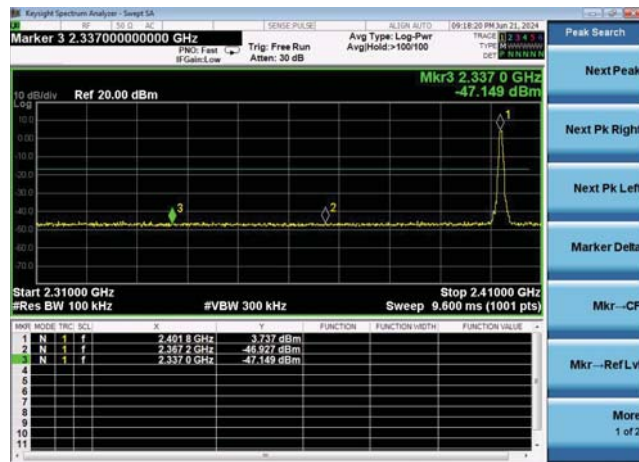 Keysight Spectrum Analyzer - Swept SA
RF 50 Ω AC SENSE:PULSE ALIGN AUTO 09:18:20 PM Jun 21, 2024
Marker 3 2.337000000000 GHz
PNO: Fast
IFGain:Low
Trig: Free Run
Atten: 30 dB
Avg Type: Log-Pwr
Avg|Hold:>100/100
TRACE 1 2 3 4 5 6
TYPE
DET P N N N N N
Mkr3 2.337 0 GHz
-47.149 dBm
10 dB/div Ref 20.00 dBm
Log
10.0
0.00
-10.0
-20.0
-30.0
-40.0
-50.0
-60.0
-70.0
1
2
3
Start 2.31000 GHz Stop 2.41000 GHz
#Res BW 100 kHz #VBW 300 kHz Sweep 9.600 ms (1001 pts)
MKR MODE TRC SCL X Y FUNCTION FUNCTION WIDTH FUNCTION VALUE
1 N 1 f 2.401 8 GHz 3.737 dBm
2 N 1 f 2.367 2 GHz -46.927 dBm
3 N 1 f 2.337 0 GHz -47.149 dBm
4
5
6
7
8
9
10
11
Peak Search
Next Peak
Next Pk Right
Next Pk Left
Marker Delta
Mkr→CF
Mkr→Ref Lvl
More
1 of 2